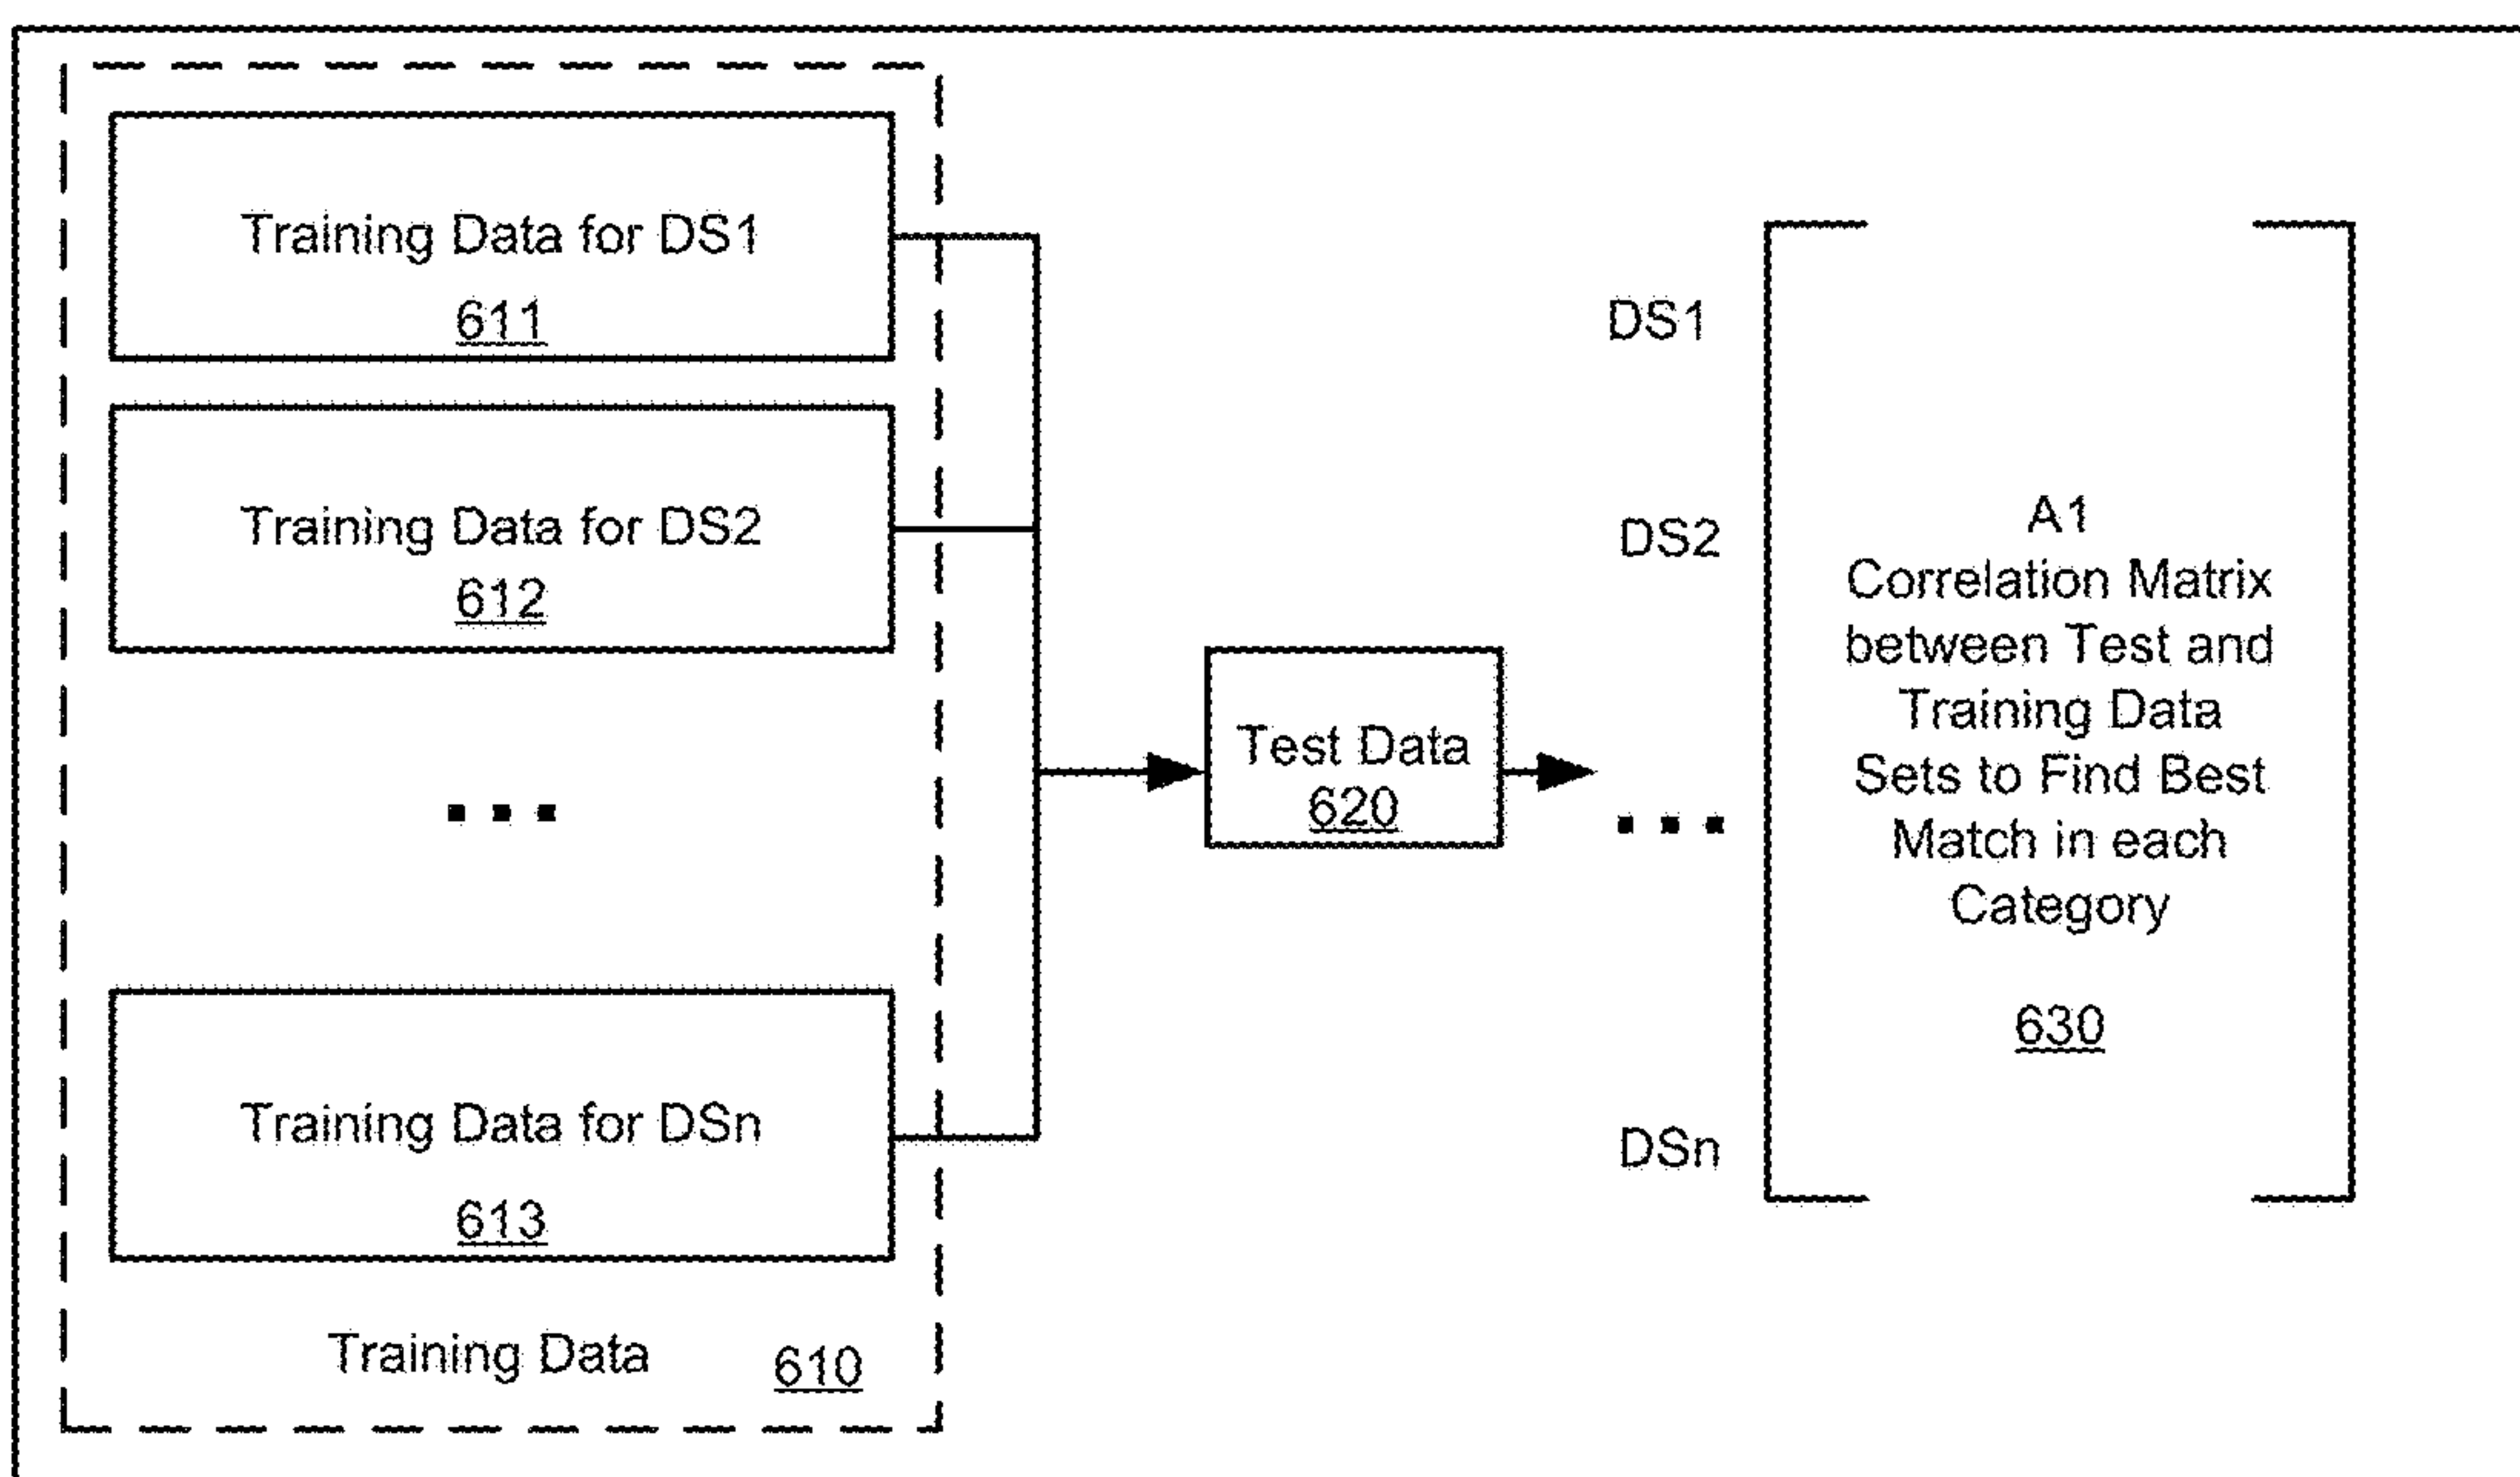 Training Data for DS1
611
Training Data for DS2
612
Training Data for DSn
613
Training Data 610
Test Data
620
DS1
DS2
DSn
A1
Correlation Matrix
between Test and
Training Data
Sets to Find Best
Match in each
Category
630